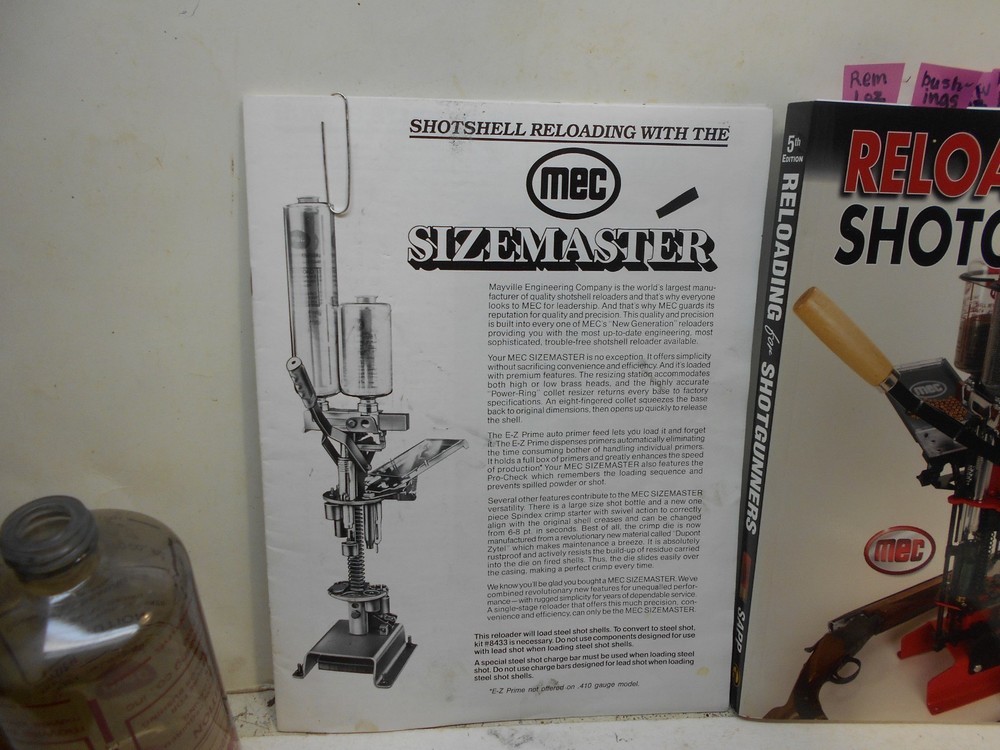 SHOTSHELL RELOADING WITH THE
mec
SIZEMASTER
Mayville Engineering Company is the world's largest manu-
facturer of quality shotshell reloaders and that's why everyone
looks to MEC for leadership. And that's why MEC guards its
reputation for quality and precision. This quality and precision
is built into every one of MEC's "New Generation" reloaders
providing you with the most up-to-date engineering, most
sophisticated, trouble-free shotshell reloader available.
Your MEC SIZEMASTER is no exception. It offers simplicity
without sacrificing convenience and efficiency. And it's loaded
with premium features. The resizing station accommodates
both high or low brass heads, and the highly accurate
"Power-Ring" collet resizer returns every base to factory
specifications. An eight-fingered collet squeezes the base
back to original dimensions, then opens up quickly to release
the shell.
The E-Z Prime auto primer feed lets you load it and forget
it. The E-Z Prime dispenses primers automatically eliminating
the time consuming bother of handling individual primers.
It holds a full box of primers and greatly enhances the speed
of production.* Your MEC SIZEMASTER also features the
Pro-Check which remembers the loading sequence and
prevents spilled powder or shot.
Several other features contribute to the MEC SIZEMASTER
versatility. There is a large size shot bottle and a new one
piece Spindex crimp starter with swivel action to correctly
align with the original shell creases and can be changed
from 6-8 pt. in seconds. Best of all, the crimp die is now
manufactured from a revolutionary new material called "Dupont
Zytel" which makes maintenance a breeze. It is absolutely
rustproof and actively resists the build-up of residue carried
into the die on fired shells. Thus, the die slides easily over
the casing, making a perfect crimp every time.
We know you'll be glad you bought a MEC SIZEMASTER. We've
combined revolutionary new features for unequalled perfor-
mance—with rugged simplicity for years of dependable service.
A single-stage reloader that offers this much precision, con-
venience and efficiency, can only be the MEC SIZEMASTER.
This reloader will load steel shot shells. To convert to steel shot,
kit #8433 is necessary. Do not use components designed for use
with lead shot when loading steel shot shells.
A special steel shot charge bar must be used when loading steel
shot. Do not use charge bars designed for lead shot when loading
steel shot shells.
*E-Z Prime not offered on .410 gauge model.
Rem
1 oz
bush-
ings
5th
EDITION
RELOADING for SHOTGUNNERS
SAPP
RELOA
SHOTG
mec
mec